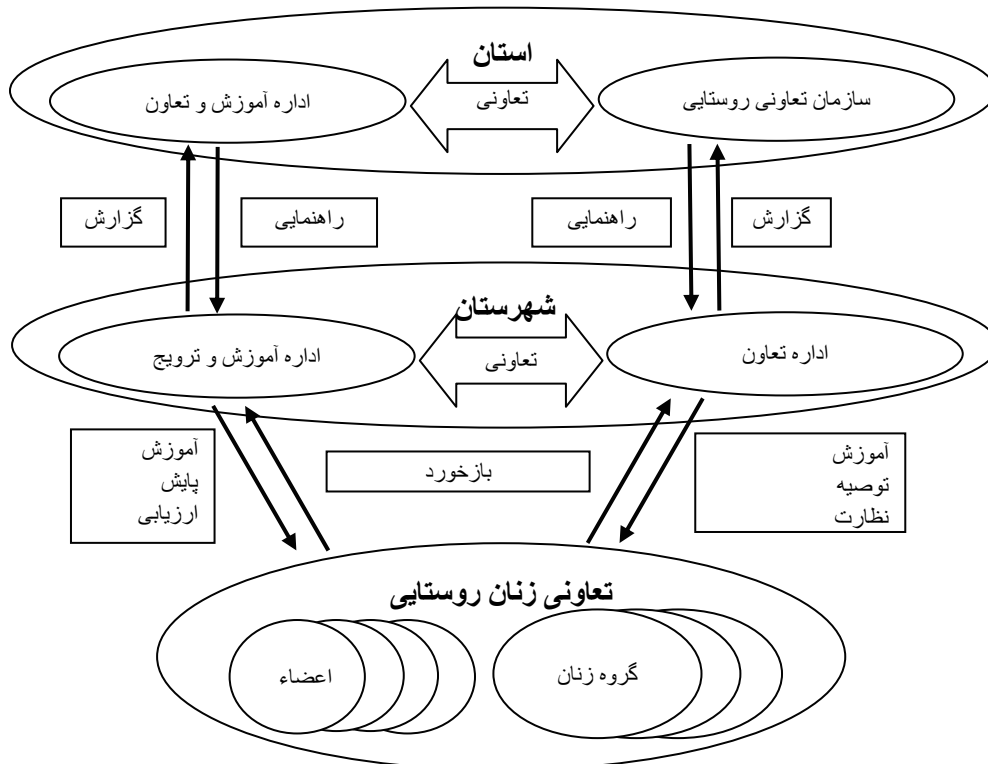 استان
سازمان تعاونی روستایی
تعاونی
اداره آموزش و تعاون
گزارش
راهنمایی
راهنمایی
گزارش
شهرستان
اداره تعاون
تعاونی
اداره آموزش و ترویج
آموزش
توصیه
نظارت
بازخورد
آموزش
پایش
ارزیابی
تعاونی زنان روستایی
گروه زنان
اعضاء